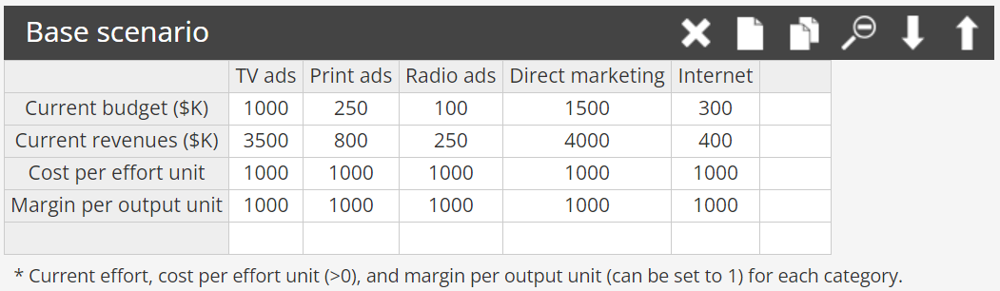 Base scenario
TV ads Print ads Radio ads Direct marketing Internet
Current budget ($K) 1000 250 100 1500 300
Current revenues ($K) 3500 800 250 4000 400
Cost per effort unit 1000 1000 1000 1000 1000
Margin per output unit 1000 1000 1000 1000 1000
* Current effort, cost per effort unit (>0), and margin per output unit (can be set to 1) for each category.